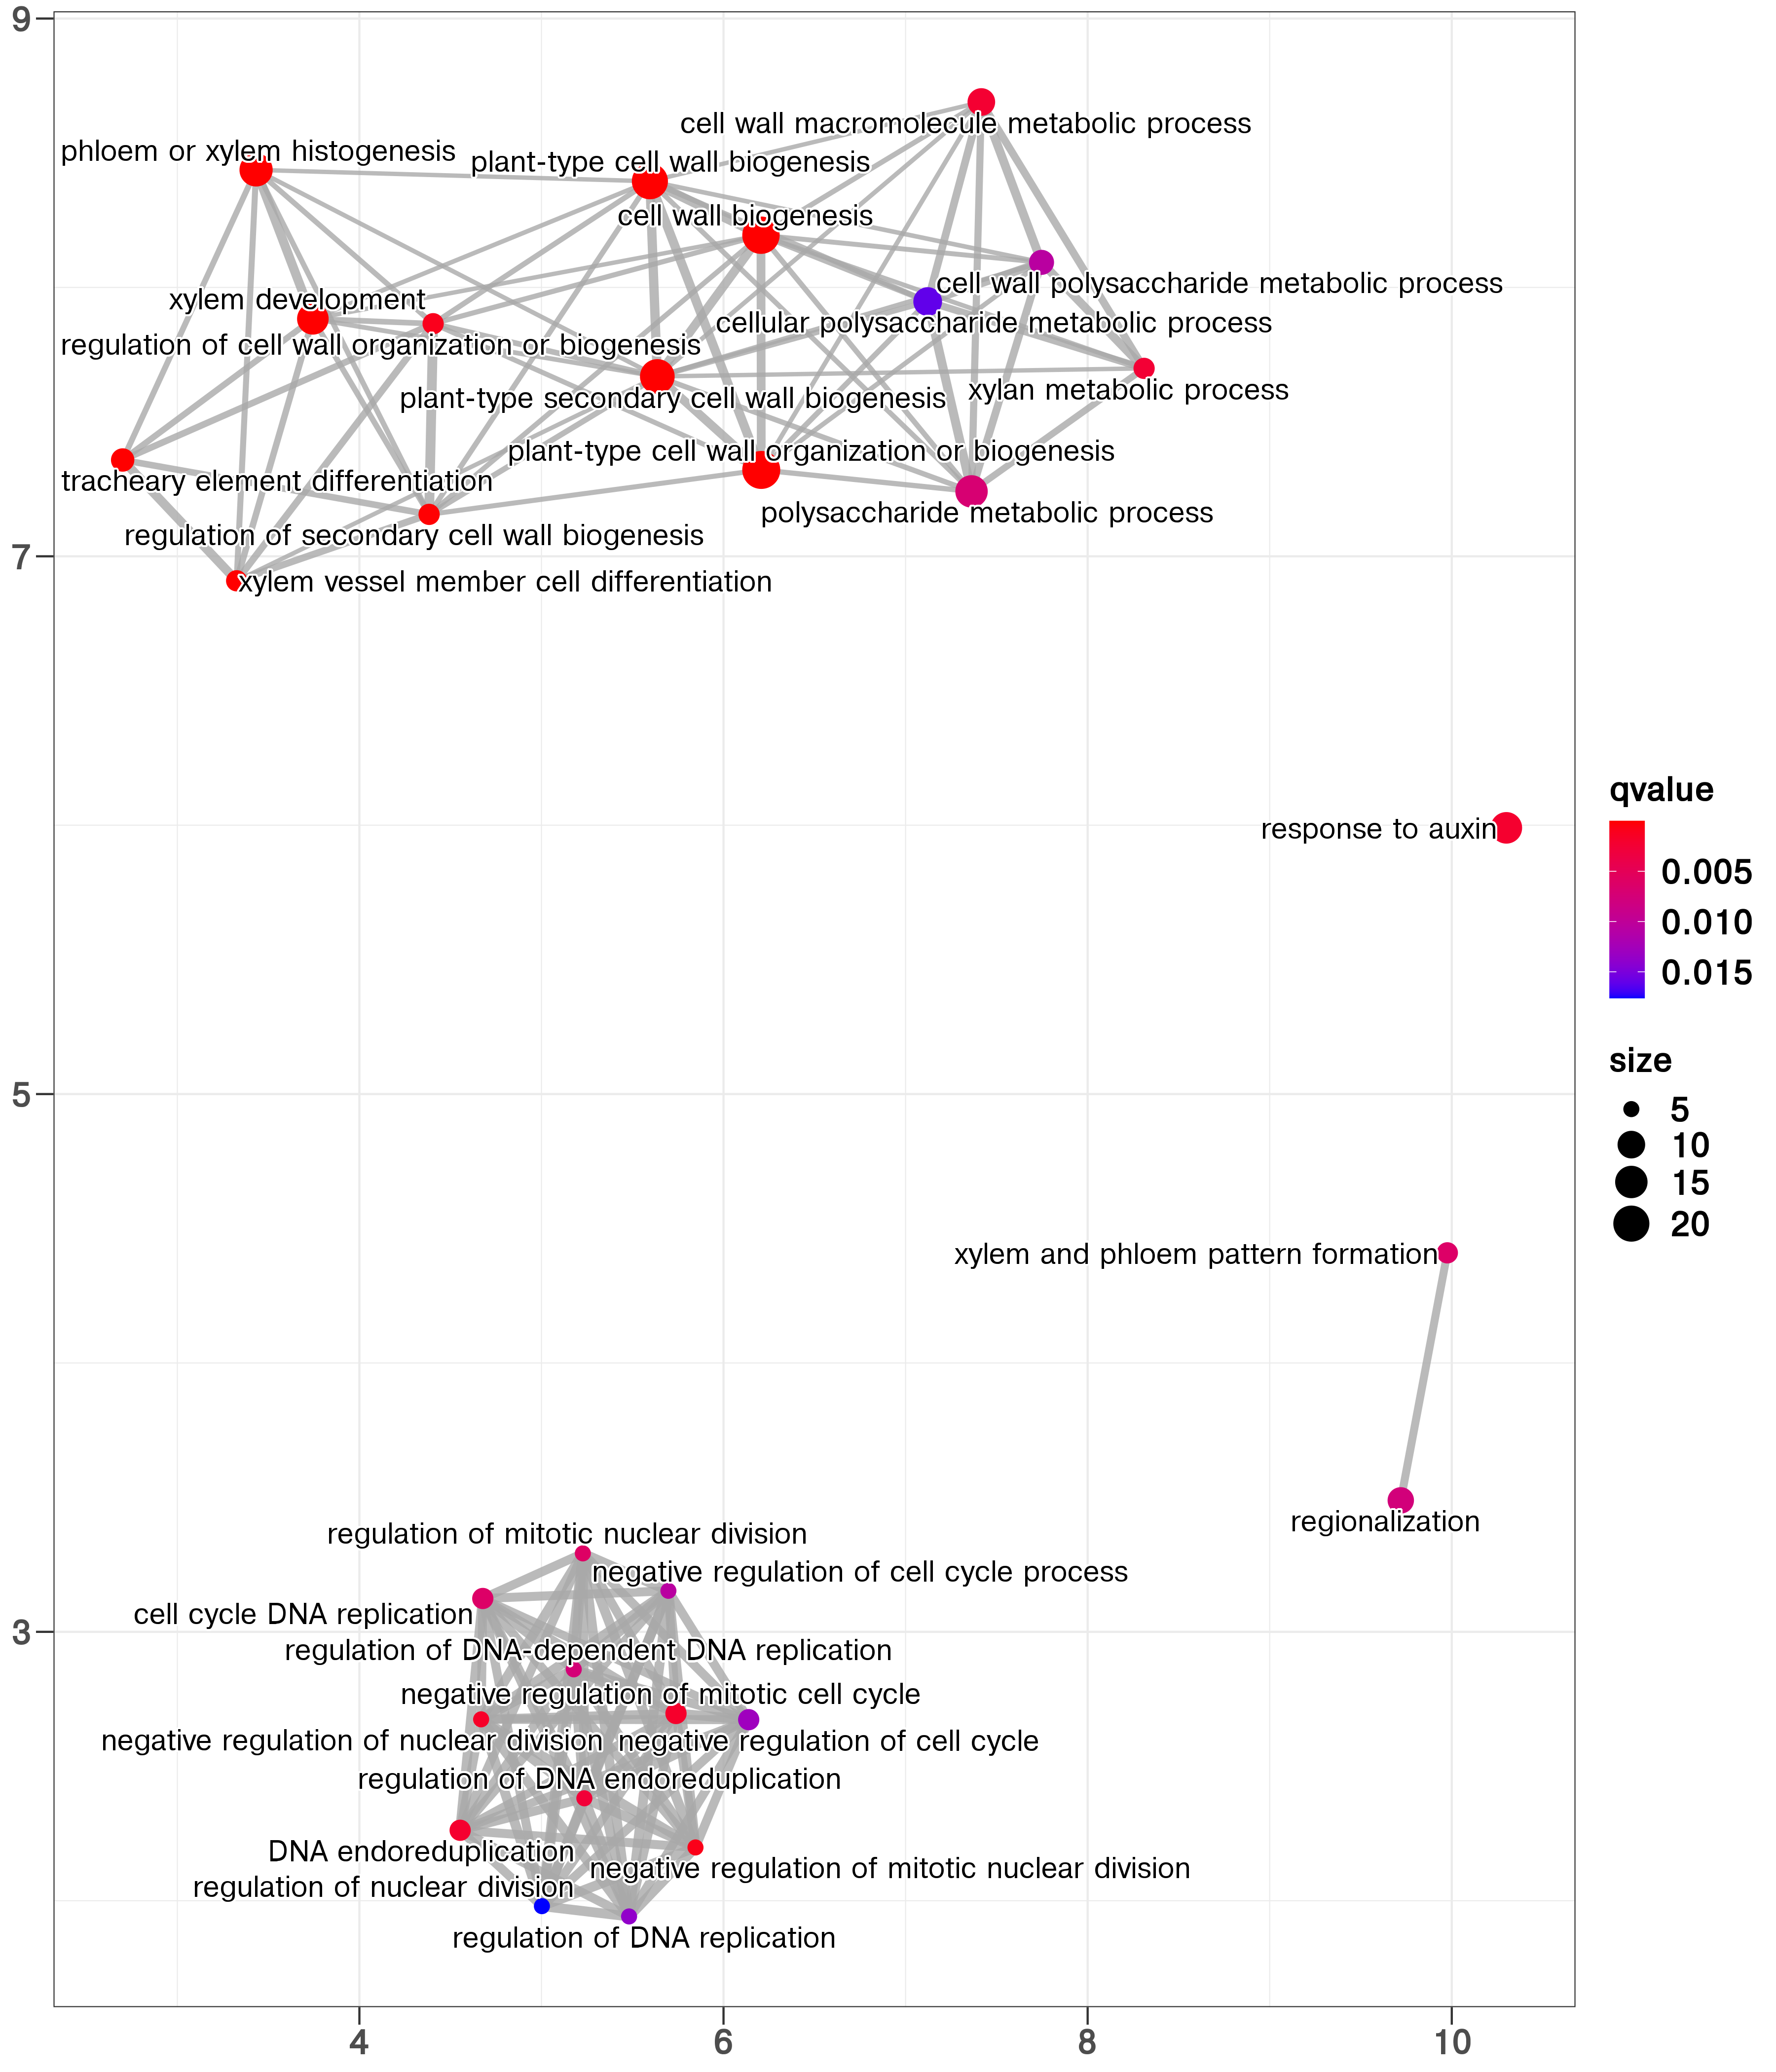 9
cell wall macromolecule metabolic process
phloem or xylem histogenesis
plant-type cell wall biogenesis
cell wall biogenesis
cell wall polysaccharide metabolic process
xylem development
cellular polysaccharide metabolic process
regulation of cell wall organization or biogenesis
xylan metabolic process
plant-type secondary cell wall biogenesis
plant-type cell wall organization or biogenesis
tracheary element differentiation
polysaccharide metabolic process
regulation of secondary cell wall biogenesis
7
xylem vessel member cell differentiation
response to auxin
5
xylem and phloem pattern formation
regionalization
regulation of mitotic nuclear division
negative regulation of cell cycle process
cell cycle DNA replication
3
regulation of DNA-dependent DNA replication
negative regulation of mitotic cell cycle
negative regulation of nuclear division
negative regulation of cell cycle
regulation of DNA endoreduplication
DNA endoreduplication
negative regulation of mitotic nuclear division
regulation of nuclear division
regulation of DNA replication
4
6
8
10
qvalue
0.005
0.010
0.015
size
5
10
15
20